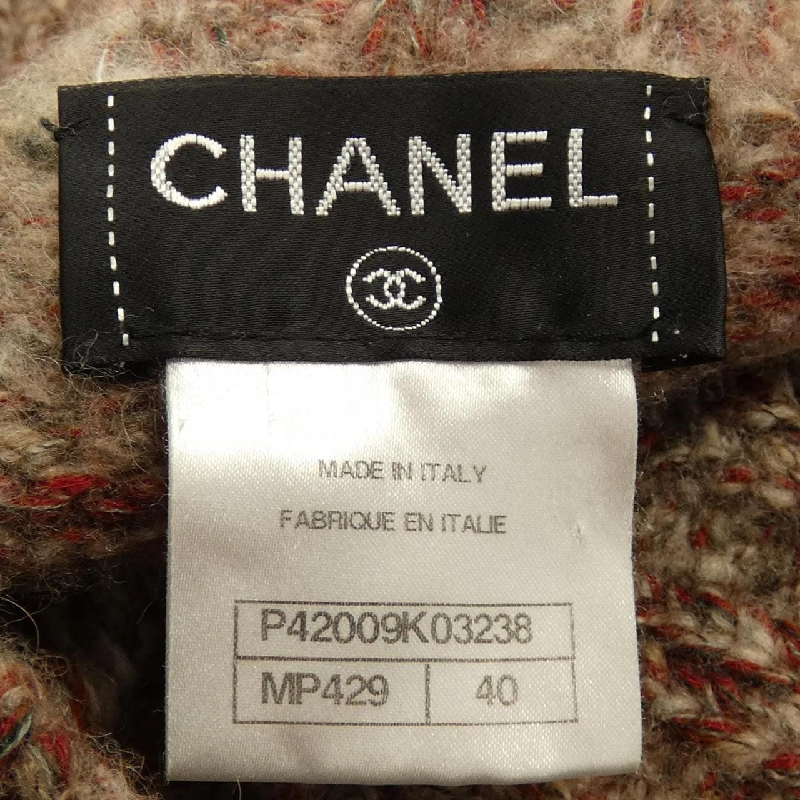 CHANEL
MADE IN ITALY
FABRIQUE EN ITALIE
P42009K03238
MP429 40